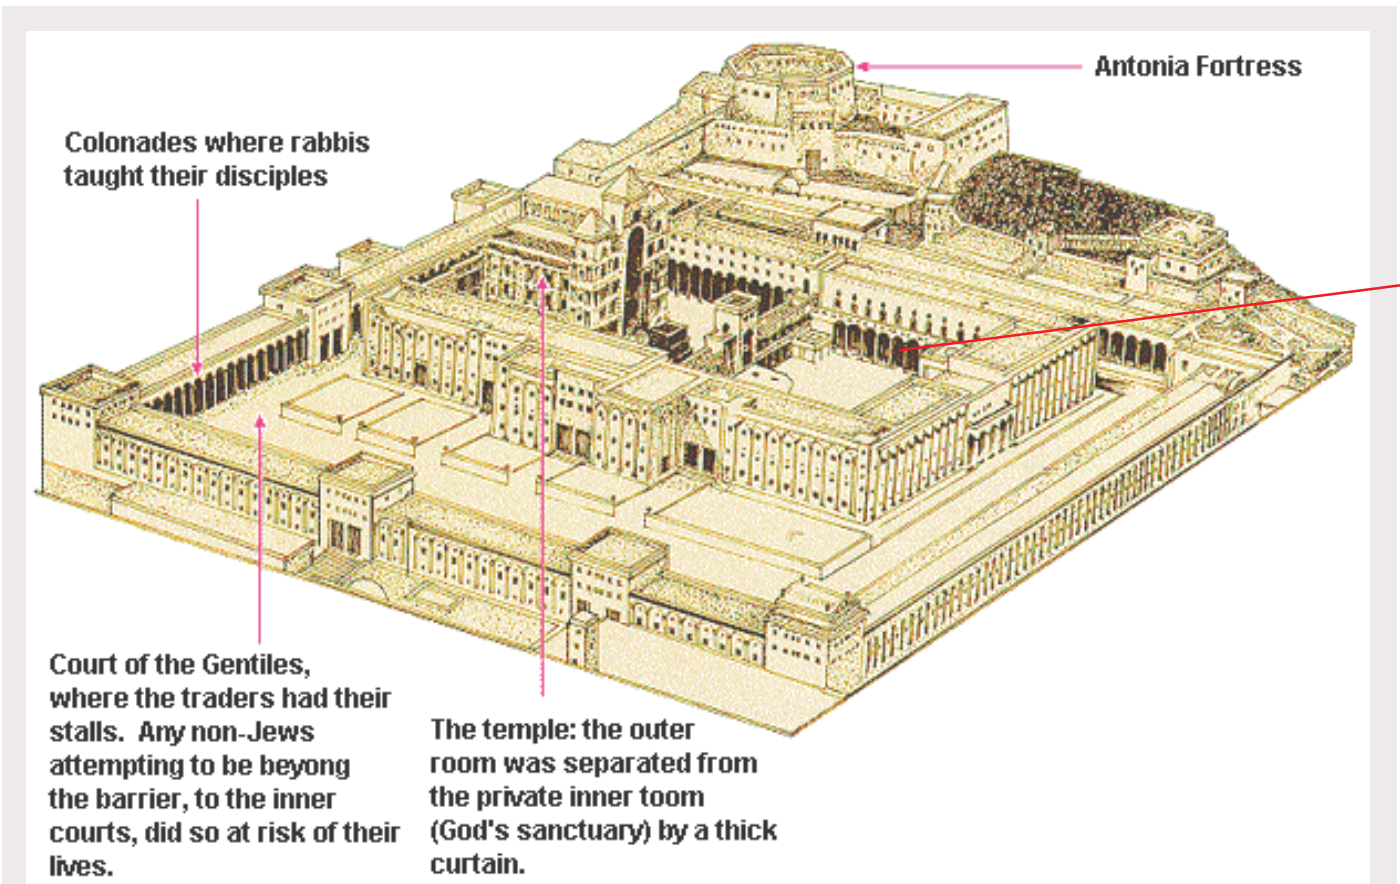 Antonia Fortress
Colonades where rabbis
taught their disciples
Court of the Gentiles,
where the traders had their
stalls. Any non-Jews
attempting to be beyong
the barrier, to the inner
courts, did so at risk of their
lives.
The temple: the outer
room was separated from
the private inner toom
(God's sanctuary) by a thick
curtain.